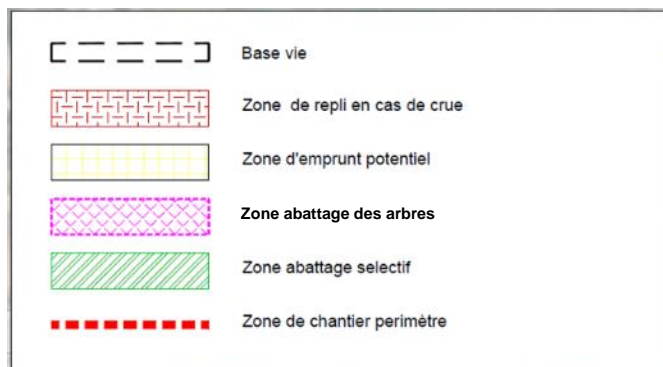 Base vie
Zone de repli en cas de crue
Zone d'emprunt potentiel
Zone abattage des arbres
Zone abattage selectif
Zone de chantier perimètre